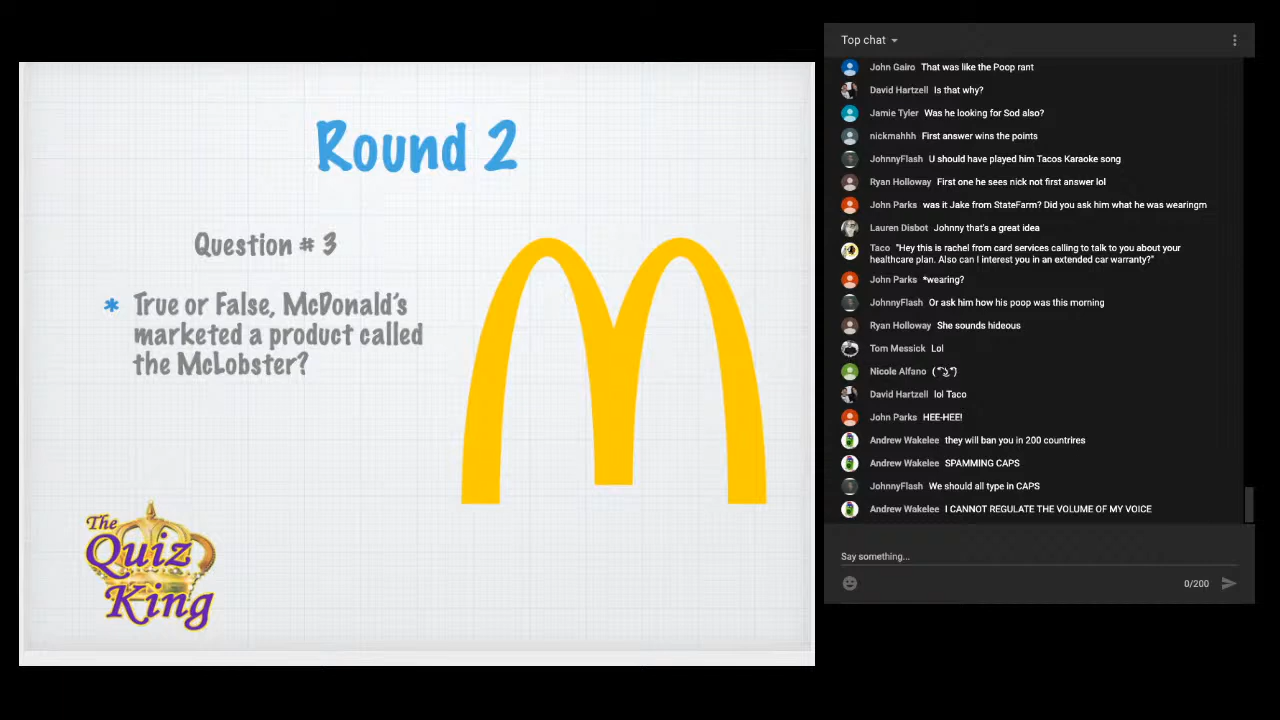 Round 2
Question # 3
* True or False, McDonald's
marketed a product called
the McLobster?
The
Quiz
King
Top chat
John Gairo That was like the Poop rant
David Hartzell Is that why?
Jamie Tyler Was he looking for Sod also?
nickmahhh First answer wins the points
JohnnyFlash U should have played him Tacos Karaoke song
Ryan Holloway First one he sees nick not first answer lol
John Parks was it Jake from StateFarm? Did you ask him what he was wearingm
Lauren Disbot Johnny that's a great idea
Taco "Hey this is rachel from card services calling to talk to you about your
healthcare plan. Also can I interest you in an extended car warranty?"
John Parks *wearing?
JohnnyFlash Or ask him how his poop was this morning
Ryan Holloway She sounds hideous
Tom Messick Lol
Nicole Alfano ( ͡° ͜ʖ ͡°)
David Hartzell lol Taco
John Parks HEE-HEE!
Andrew Wakelee they will ban you in 200 countrires
Andrew Wakelee SPAMMING CAPS
JohnnyFlash We should all type in CAPS
Andrew Wakelee I CANNOT REGULATE THE VOLUME OF MY VOICE
Say something...
0/200